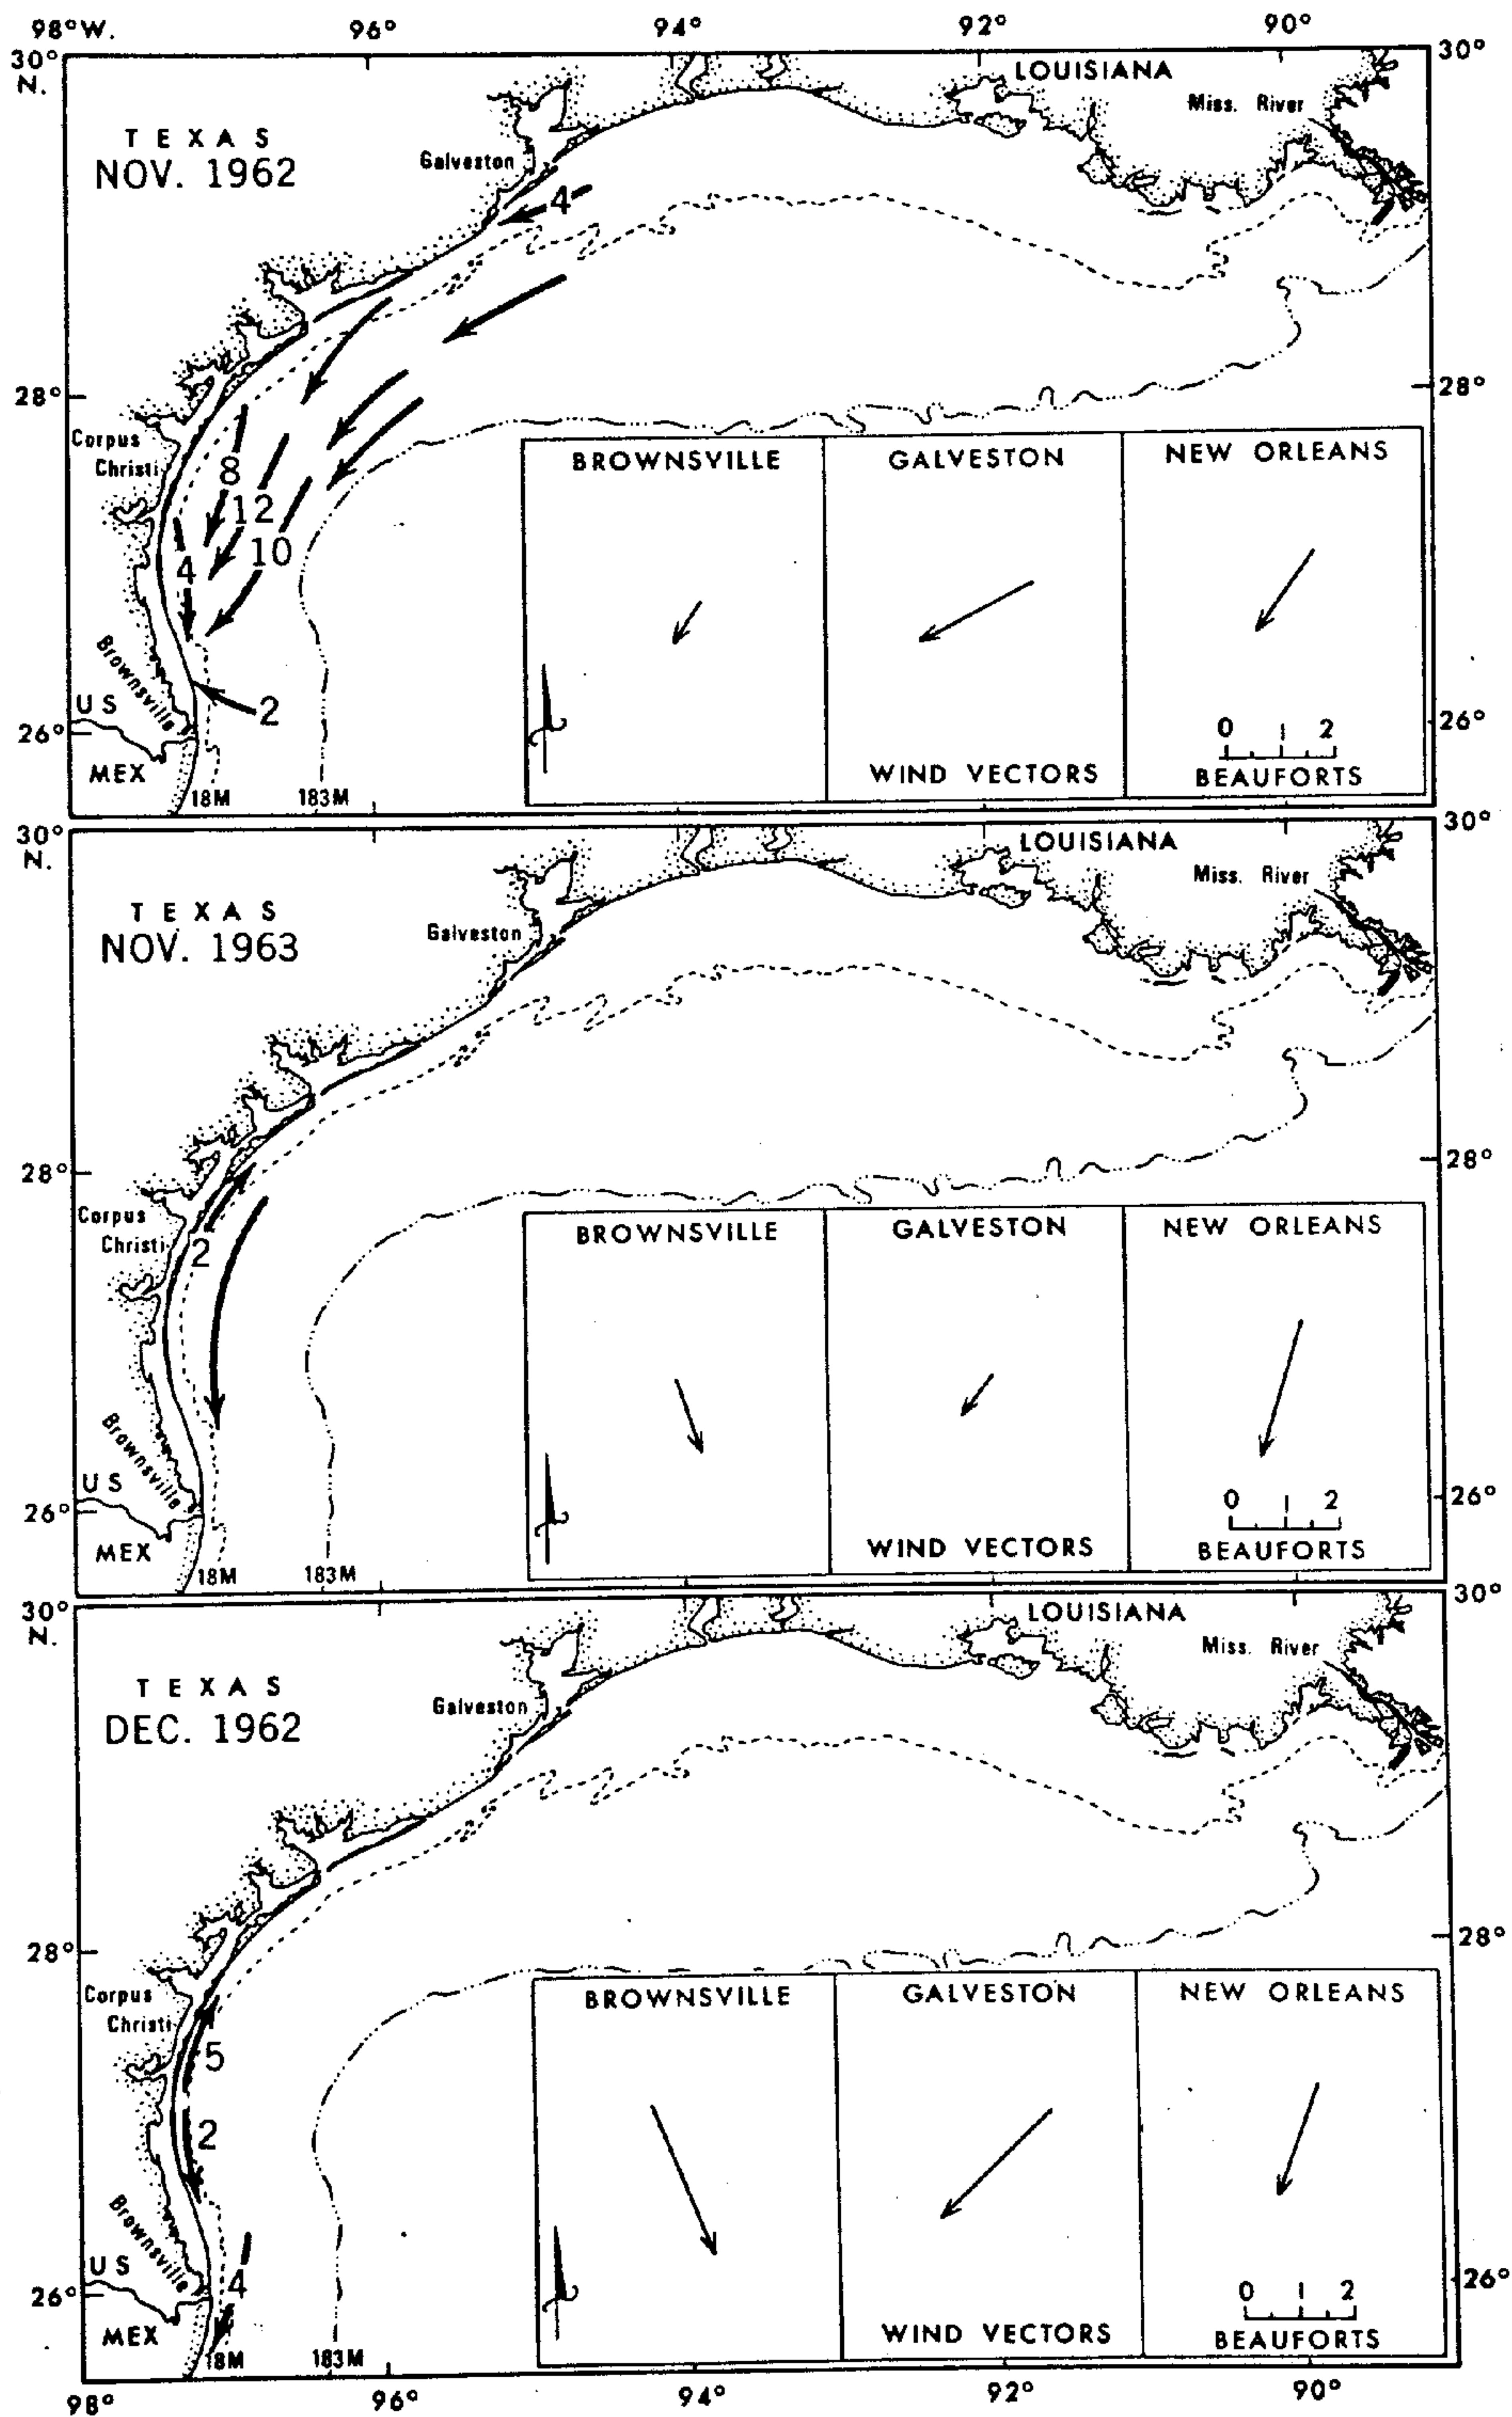 98°W. 96° 94° 92° 90°
30° N. 30°
LOUISIANA
Miss. River
TEXAS
NOV. 1962
Galveston
4
28° 28°
Corpus
Christi
8
12
10
4
Brownsville
2
US
26° 26°
MEX
18M 183M
BROWNSVILLE GALVESTON NEW ORLEANS
0 1 2
WIND VECTORS BEAUFORTS
30° N. 30°
LOUISIANA
Miss. River
TEXAS
NOV. 1963
Galveston
28° 28°
Corpus
Christi
2
Brownsville
US
26° 26°
MEX
18M 183M
BROWNSVILLE GALVESTON NEW ORLEANS
0 1 2
WIND VECTORS BEAUFORTS
30° N. 30°
LOUISIANA
Miss. River
TEXAS
DEC. 1962
Galveston
28° 28°
Corpus
Christi
5
2
Brownsville
US
4
26° 26°
MEX
18M 183M
BROWNSVILLE GALVESTON NEW ORLEANS
0 1 2
WIND VECTORS BEAUFORTS
98° 96° 94° 92° 90°